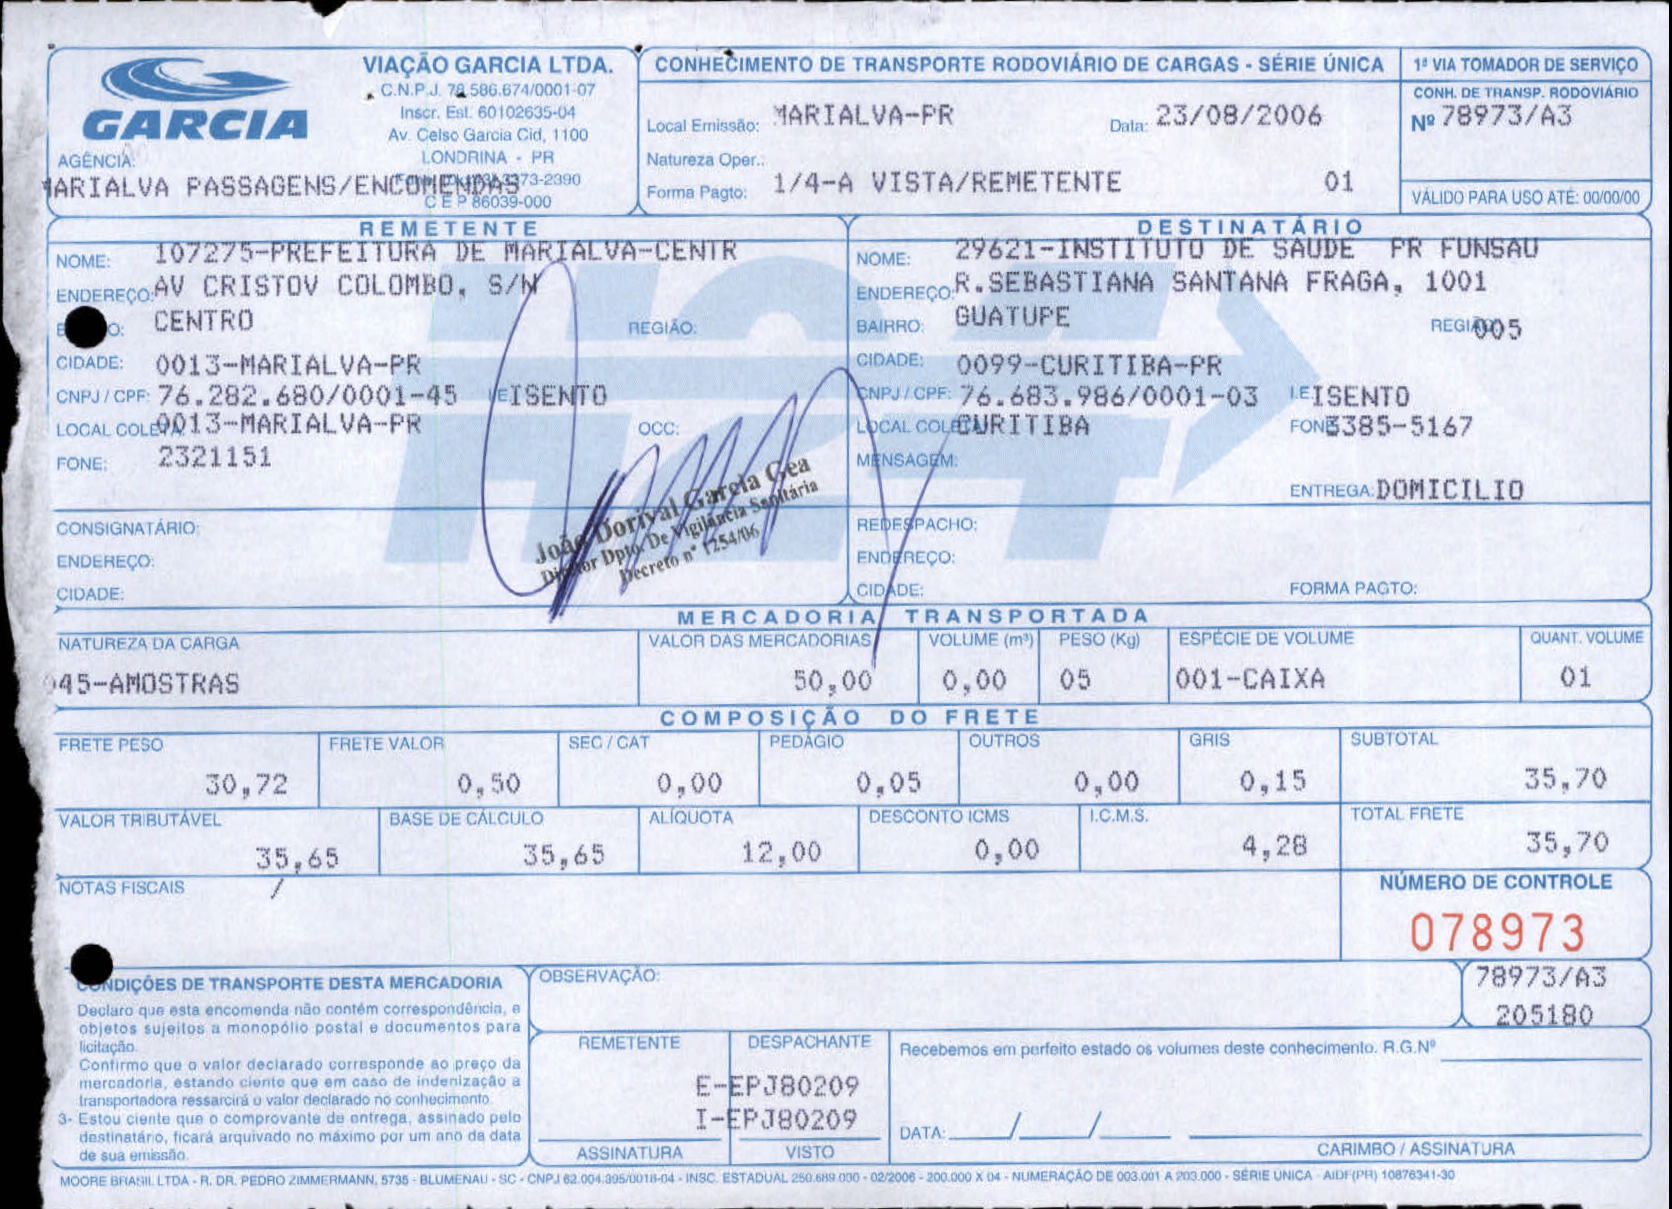 GARCIA
VIAÇÃO GARCIA LTDA.
C.N.P.J. 78.586.674/0001-07
Inscr. Est. 60102635-04
Av. Celso Garcia Cid, 1100
LONDRINA - PR
3373-2390
CEP 86039-000
AGÊNCIA:
MARIALVA PASSAGENS/ENCOMENDAS
CONHECIMENTO DE TRANSPORTE RODOVIÁRIO DE CARGAS - SÉRIE ÚNICA
Local Emissão: MARIALVA-PR Data: 23/08/2006
Natureza Oper.:
Forma Pagto: 1/4-A VISTA/REMETENTE 01
1ª VIA TOMADOR DE SERVIÇO
CONH. DE TRANSP. RODOVIÁRIO
Nº 78973/A3
VÁLIDO PARA USO ATÉ: 00/00/00
REMETENTE
NOME: 107275-PREFEITURA DE MARIALVA-CENTR
ENDEREÇO: AV CRISTOV COLOMBO, S/N
CENTRO REGIÃO:
CIDADE: 0013-MARIALVA-PR
CNPJ / CPF: 76.282.680/0001-45 IE ISENTO
LOCAL COLETA 0013-MARIALVA-PR OCC:
FONE: 2321151
CONSIGNATÁRIO:
ENDEREÇO:
CIDADE:
João Dorival Garcia Gea
Diretor Dpto. De Vigilância Sanitária
Decreto nº 1254/06
DESTINATÁRIO
NOME: 29621-INSTITUTO DE SAUDE PR FUNSAU
ENDEREÇO: R.SEBASTIANA SANTANA FRAGA, 1001
BAIRRO: GUATUPE REGIÃO 005
CIDADE: 0099-CURITIBA-PR
CNPJ / CPF: 76.683.986/0001-03 I.E ISENTO
LOCAL COLETA CURITIBA FONE 3385-5167
MENSAGEM:
ENTREGA: DOMICILIO
REDESPACHO:
ENDEREÇO:
CIDADE: FORMA PAGTO:
MERCADORIA TRANSPORTADA
NATUREZA DA CARGA VALOR DAS MERCADORIAS VOLUME (m³) PESO (Kg) ESPÉCIE DE VOLUME QUANT. VOLUME
045-AMOSTRAS 50,00 0,00 05 001-CAIXA 01
COMPOSIÇÃO DO FRETE
FRETE PESO FRETE VALOR SEC / CAT PEDÁGIO OUTROS GRIS SUBTOTAL
30,72 0,50 0,00 0,05 0,00 0,15 35,70
VALOR TRIBUTÁVEL BASE DE CÁLCULO ALÍQUOTA DESCONTO ICMS I.C.M.S. TOTAL FRETE
35,65 35,65 12,00 0,00 4,28 35,70
NOTAS FISCAIS /
NÚMERO DE CONTROLE
078973
78973/A3
205180
CONDIÇÕES DE TRANSPORTE DESTA MERCADORIA
Declaro que esta encomenda não contém correspondência, e
objetos sujeitos a monopólio postal e documentos para
licitação.
Confirmo que o valor declarado corresponde ao preço da
mercadoria, estando ciente que em caso de indenização a
transportadora ressarcirá o valor declarado no conhecimento.
3- Estou ciente que o comprovante de entrega, assinado pelo
destinatário, ficará arquivado no máximo por um ano da data
de sua emissão.
OBSERVAÇÃO:
REMETENTE DESPACHANTE
E-EPJ80209
I-EPJ80209
ASSINATURA VISTO
Recebemos em perfeito estado os volumes deste conhecimento. R.G.Nº
DATA: / /
CARIMBO / ASSINATURA
MOORE BRASIL LTDA - R. DR. PEDRO ZIMMERMANN, 5735 - BLUMENAU - SC - CNPJ 62.004.395/0018-04 - INSC. ESTADUAL 250.689.030 - 02/2006 - 200.000 X 04 - NUMERAÇÃO DE 003.001 A 203.000 - SÉRIE UNICA - AIDF (PR) 10876341-30